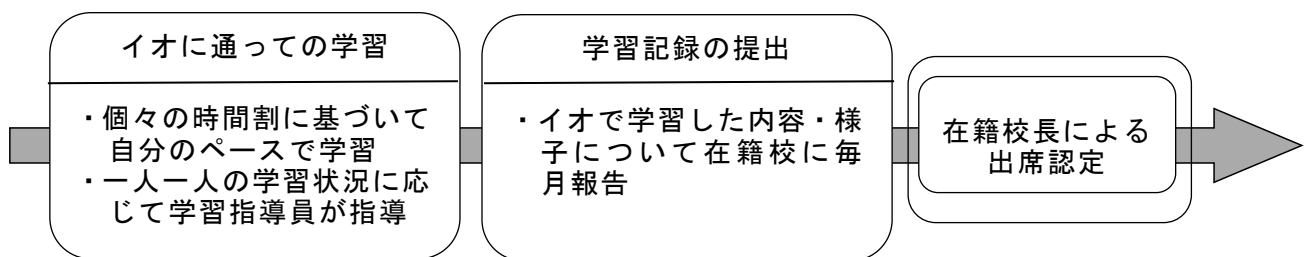 イオに通っての学習
・個々の時間割に基づいて
自分のペースで学習
・一人一人の学習状況に応
じて学習指導員が指導
学習記録の提出
・イオで学習した内容・様
子について在籍校に毎
月報告
在籍校長による
出席認定